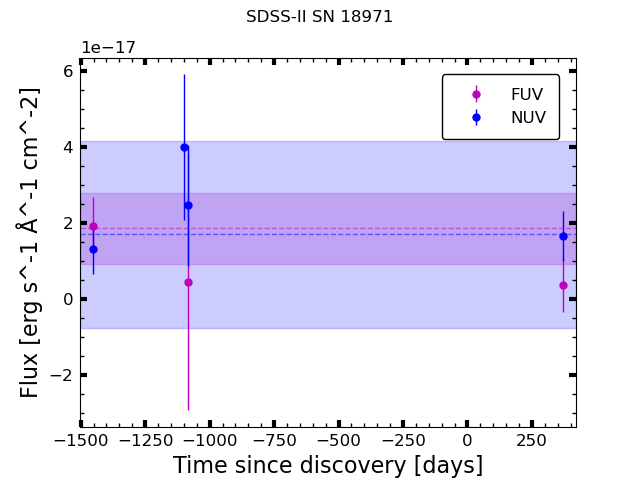 SDSS-II SN 18971
1e−17
6
4
2
0
−2
Flux [erg s^-1 Å^-1 cm^-2]
FUV
NUV
−1500 −1250 −1000 −750 −500 −250 0 250
Time since discovery [days]